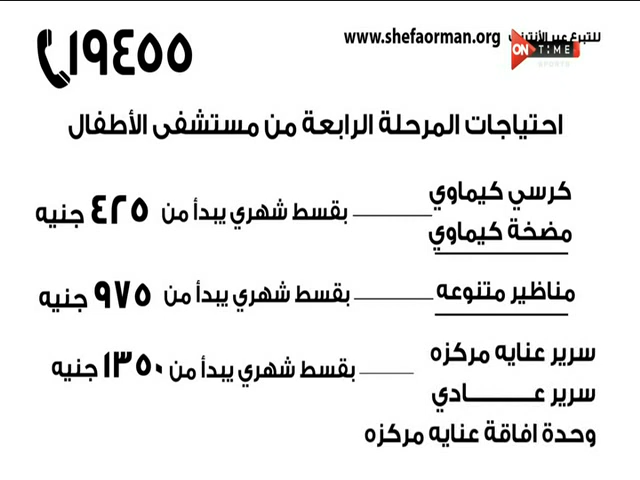 ١٩٤٥٥
للتبرع عبر الأنترنت www.shefaorman.org
ON TIME
SPORTS
احتياجات المرحلة الرابعة من مستشفى الأطفال
كرسي كيماوي
مضخة كيماوي
بقسط شهري يبدأ من ٤٢٥ جنيه
مناظير متنوعه بقسط شهري يبدأ من ٩٧٥ جنيه
سرير عنايه مركزه
سرير عــــــــادي
وحدة افاقة عنايه مركزه
بقسط شهري يبدأ من ١٣٥٠ جنيه